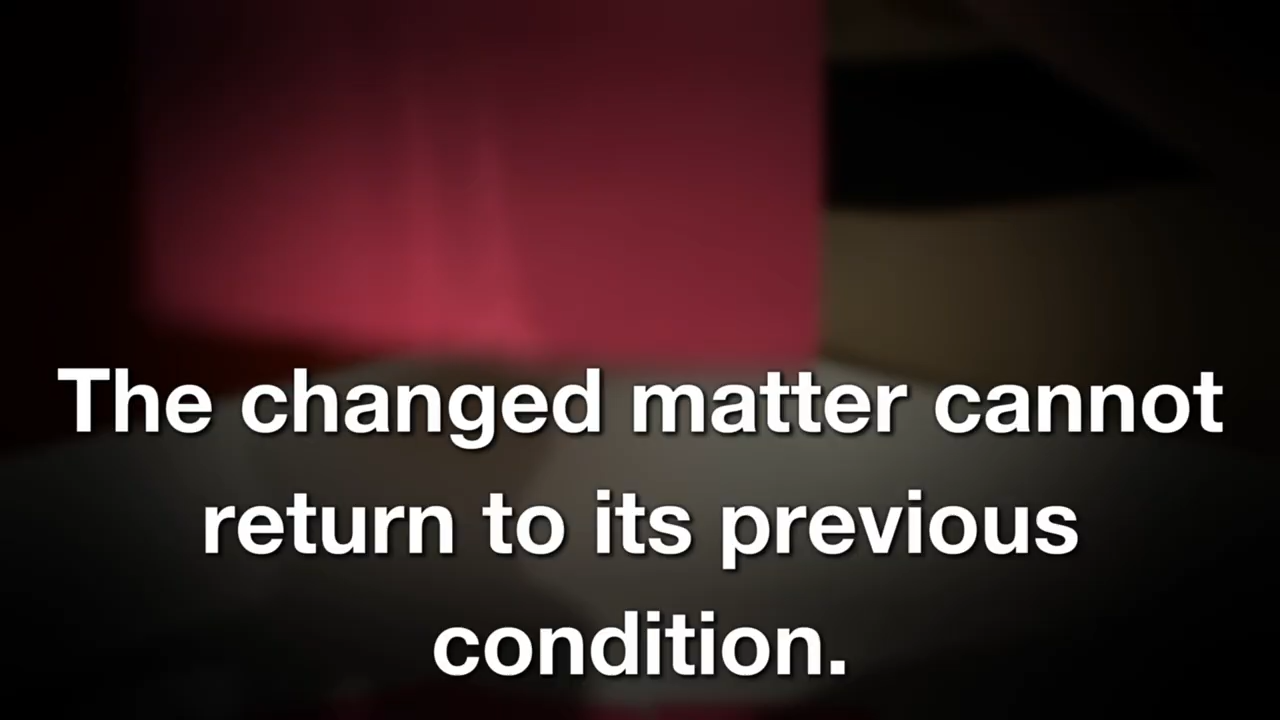 The changed matter cannot
return to its previous
condition.